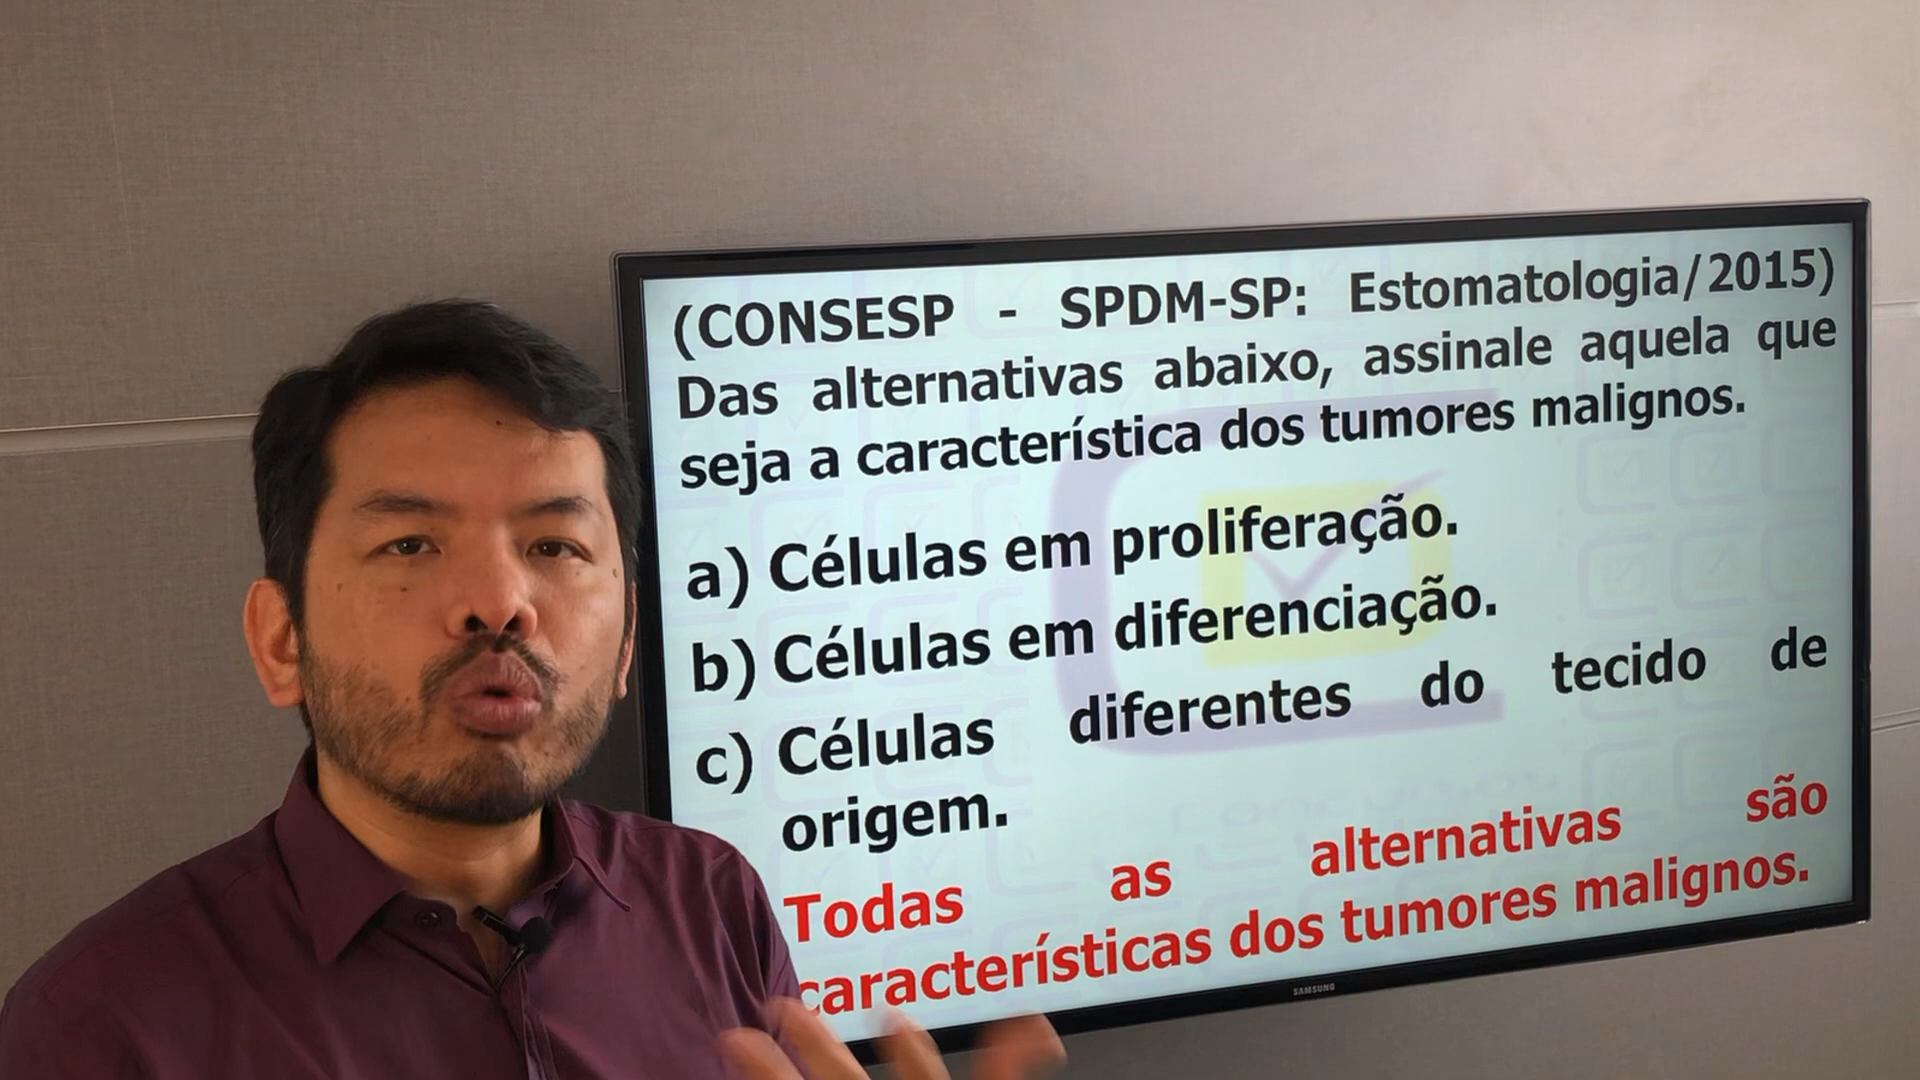 (CONSESP - SPDM-SP: Estomatologia/2015)
Das alternativas abaixo, assinale aquela que
seja a característica dos tumores malignos.
a) Células em proliferação.
b) Células em diferenciação.
c) Células diferentes do tecido de
origem.
Todas as alternativas são
características dos tumores malignos.
SAMSUNG